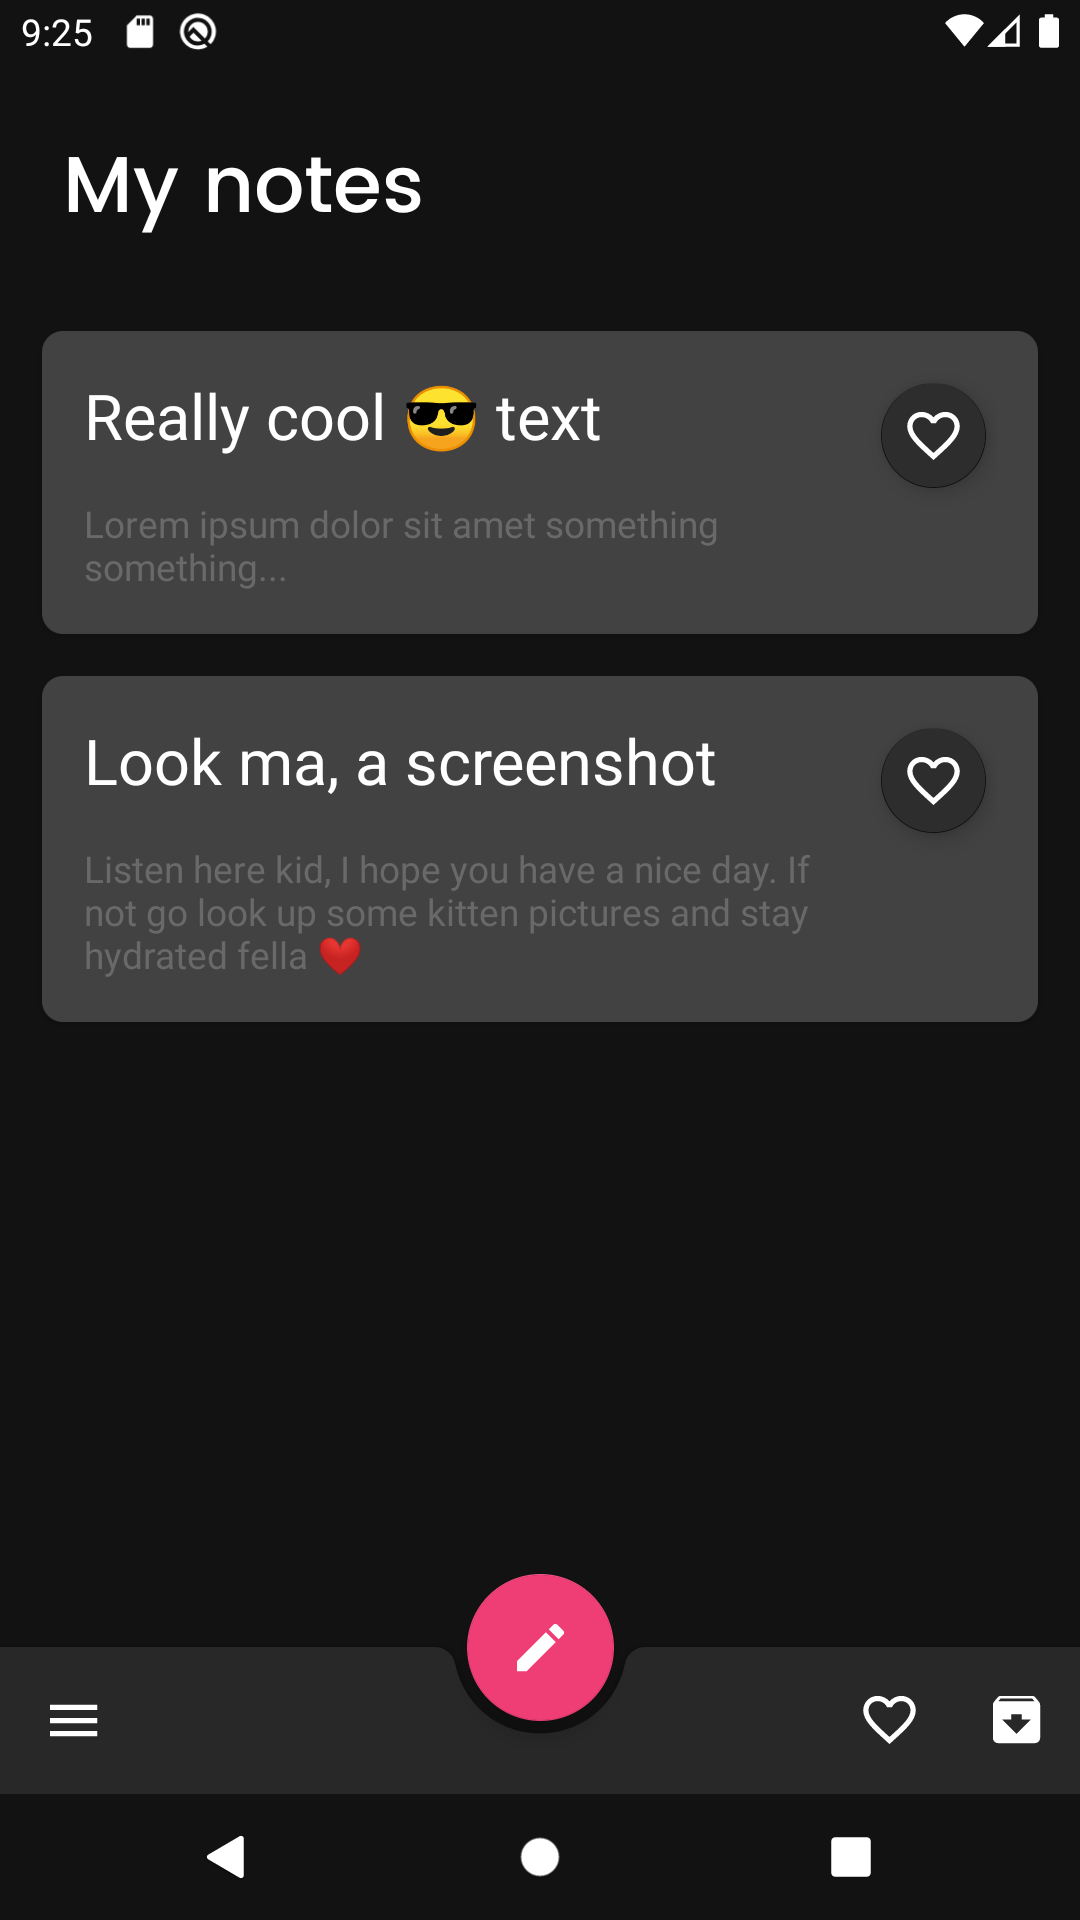 9:25
My notes
Really cool 😎 text
Lorem ipsum dolor sit amet something
something...
Look ma, a screenshot
Listen here kid, I hope you have a nice day. If
not go look up some kitten pictures and stay
hydrated fella ❤️